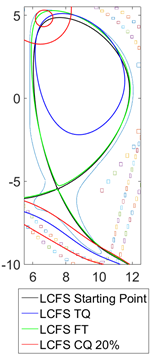 5
0
-5
-10
6 8 10 12
LCFS Starting Point
LCFS TQ
LCFS FT
LCFS CQ 20%